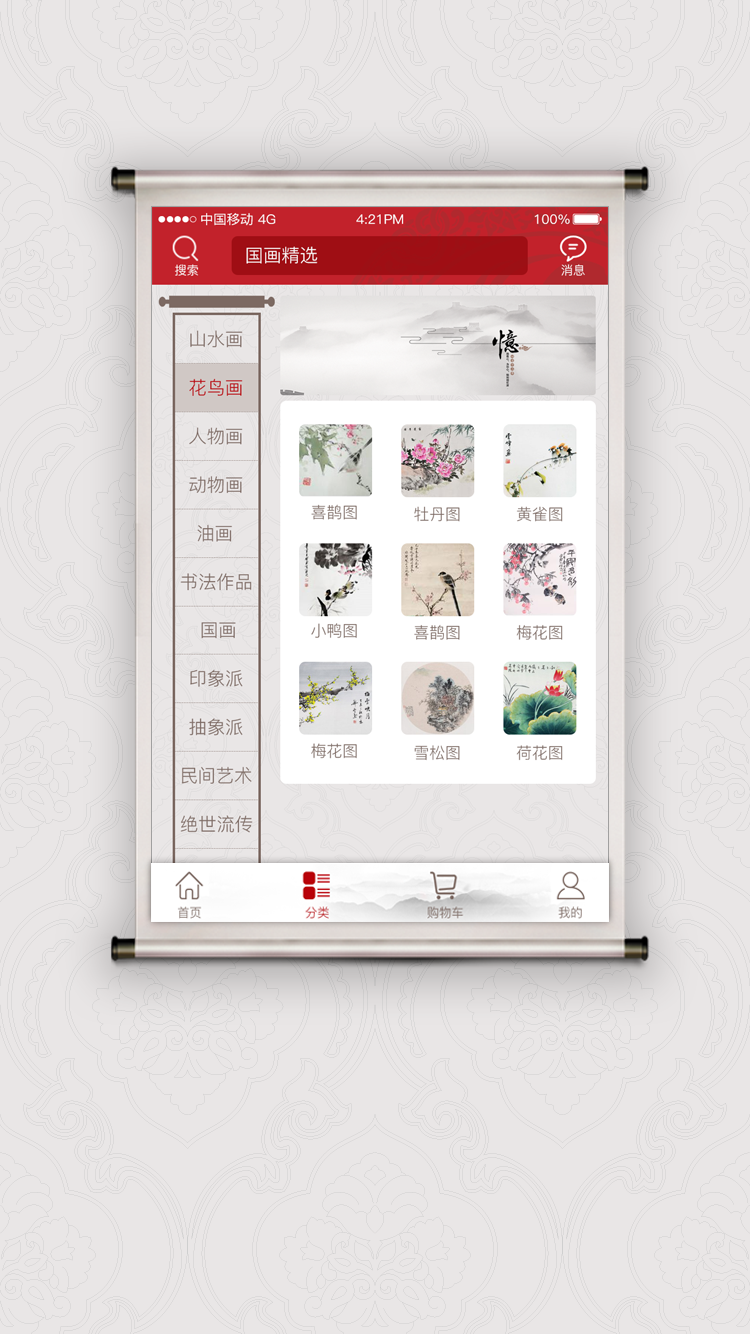 中国移动 4G 4:21PM 100%
搜索 国画精选 消息
山水画
花鸟画
人物画
动物画
油画
书法作品
国画
印象派
抽象派
民间艺术
绝世流传
憶
喜鹊图 牡丹图 黄雀图
小鸭图 喜鹊图 梅花图
梅花图 雪松图 荷花图
首页 分类 购物车 我的